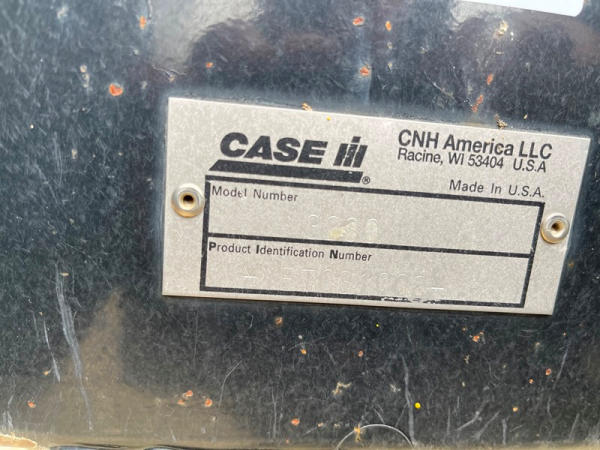 CASE IH
CNH America LLC
Racine, WI 53404 U.S.A
Made In U.S.A.
Model Number
Product Identification Number